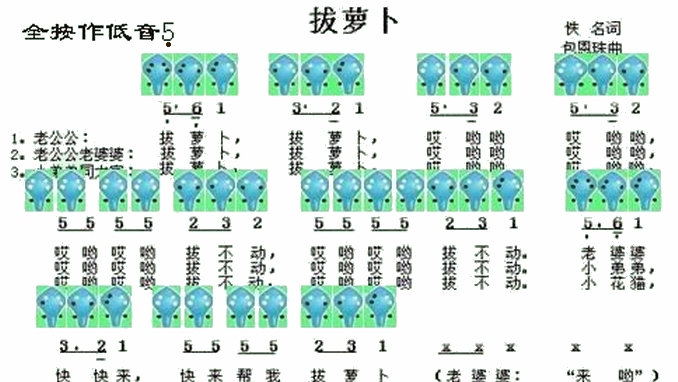 拔萝卜
全按作低音5
佚 名词
包恩珠曲
5. 6 1 3. 2 1 5. 3 2 5. 3 2
1。老公公： 拔 萝 卜， 拔 萝 卜， 哎 哟 哟， 哎 哟 哟，
2。老公公老婆婆： 拔 萝 卜， 拔 萝 卜， 哎 哟 哟， 哎 哟 哟，
3。 拔 萝 卜， 拔 萝 卜， 哎 哟 哟， 哎 哟 哟，
5 5 5 5 2 3 2 5 5 5 5 2 3 1 5. 6 1
哎 哟 哎 哟 拔 不 动， 哎 哟 哎 哟 拔 不 动。 老 婆 婆
哎 哟 哎 哟 拔 不 动， 哎 哟 哎 哟 拔 不 动。 小 弟 弟，
哎 哟 哎 哟 拔 不 动， 哎 哟 哎 哟 拔 不 动。 小 花 猫，
3. 2 1 5 5 5 5 2 3 1 x x x x x
快 快 来， 快 来 帮 我 拔 萝 卜 （老 婆 婆： “来 哟”）